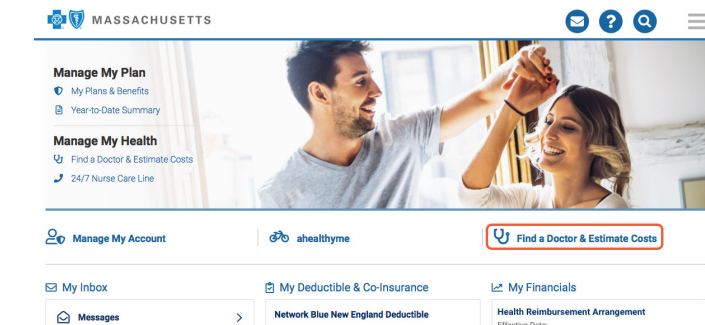 MASSACHUSETTS
Manage My Plan
My Plans & Benefits
Year-to-Date Summary
Manage My Health
Find a Doctor & Estimate Costs
24/7 Nurse Care Line
Manage My Account
ahealthyme
Find a Doctor & Estimate Costs
My Inbox
My Deductible & Co-Insurance
My Financials
Messages
Network Blue New England Deductible
Health Reimbursement Arrangement
Effective Date: